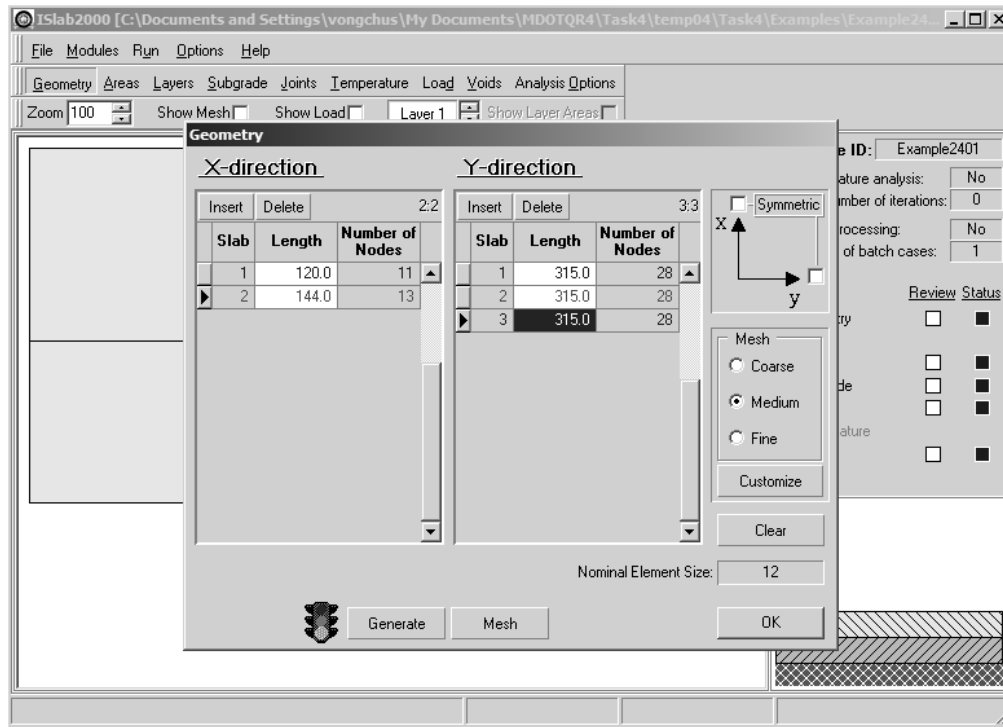 ISlab2000 [C:\Documents and Settings\vongchus\My Documents\MDOTQR4\Task4\temp04\Task4\Examples\Example24...
File Modules Run Options Help
Geometry Areas Layers Subgrade Joints Temperature Load Voids Analysis Options
Zoom 100 Show Mesh Show Load Layer 1 Show Layer Areas
Geometry
X-direction
Insert Delete 2:2
Slab Length Number of Nodes
1 120.0 11
2 144.0 13
Y-direction
Insert Delete 3:3
Slab Length Number of Nodes
1 315.0 28
2 315.0 28
3 315.0 28
Symmetric
X
y
Mesh
Coarse
Medium
Fine
Customize
Clear
Nominal Element Size: 12
Generate Mesh OK
e ID: Example2401
ature analysis: No
mber of iterations: 0
rocessing: No
of batch cases: 1
Review Status
ry
de
ature